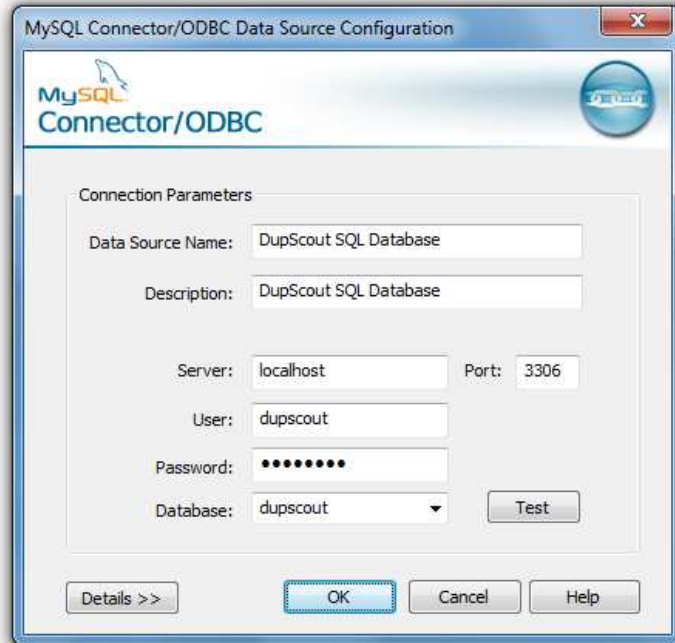 MySQL Connector/ODBC Data Source Configuration
x
MySQL
Connector/ODBC
Connection Parameters
Data Source Name: DupScout SQL Database
Description: DupScout SQL Database
Server: localhost Port: 3306
User: dupscout
Password: ●●●●●●●●
Database: dupscout Test
Details >> OK Cancel Help